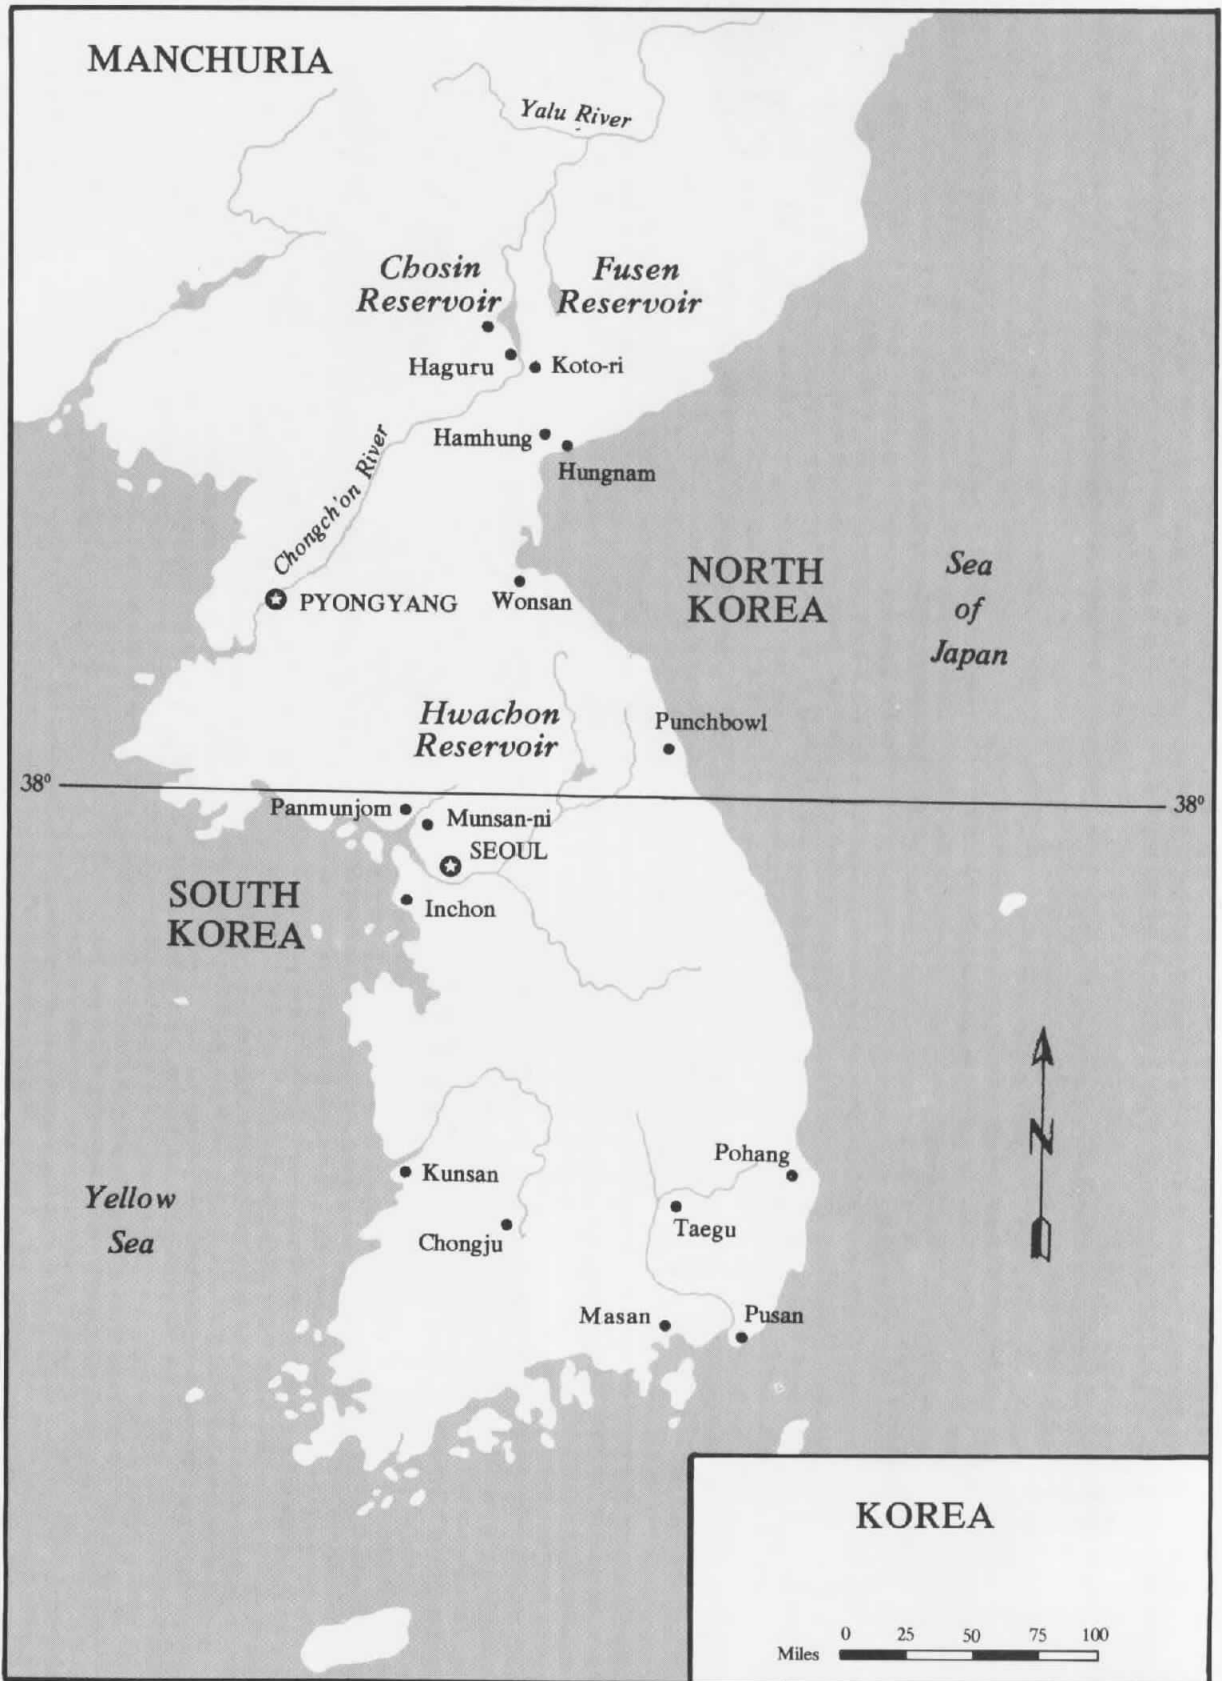 MANCHURIA
Yalu River
Chosin
Reservoir
Fusen
Reservoir
Haguru
Koto-ri
Hamhung
Hungnam
Chongch'on River
PYONGYANG
Wonsan
NORTH
KOREA
Sea
of
Japan
Hwachon
Reservoir
Punchbowl
38⁰
38⁰
Panmunjom
Munsan-ni
SEOUL
SOUTH
KOREA
Inchon
N
Pohang
Kunsan
Taegu
Yellow
Sea
Chongju
Masan
Pusan
KOREA
0 25 50 75 100
Miles